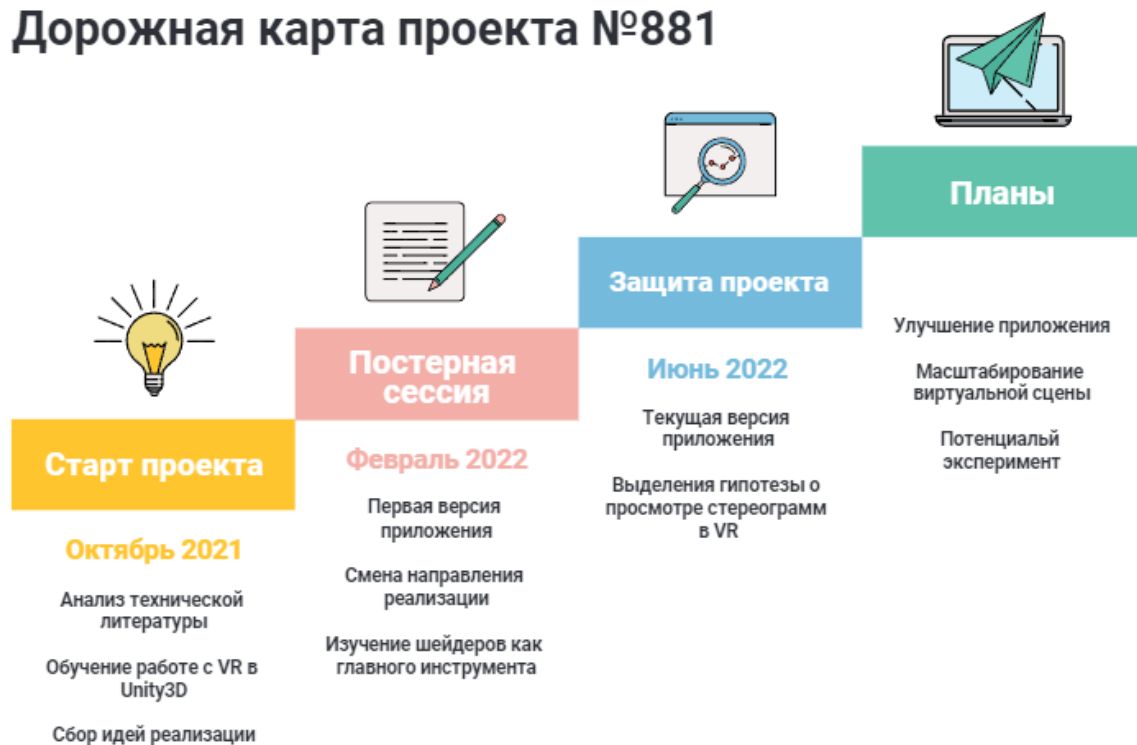 Дорожная карта проекта №881
Старт проекта
Октябрь 2021
Анализ технической
литературы
Обучение работе с VR в
Unity3D
Сбор идей реализации
Постерная
сессия
Февраль 2022
Первая версия
приложения
Смена направления
реализации
Изучение шейдеров как
главного инструмента
Защита проекта
Июнь 2022
Текущая версия
приложения
Выделения гипотезы о
просмотре стереограмм
в VR
Планы
Улучшение приложения
Масштабирование
виртуальной сцены
Потенциальй
эксперимент